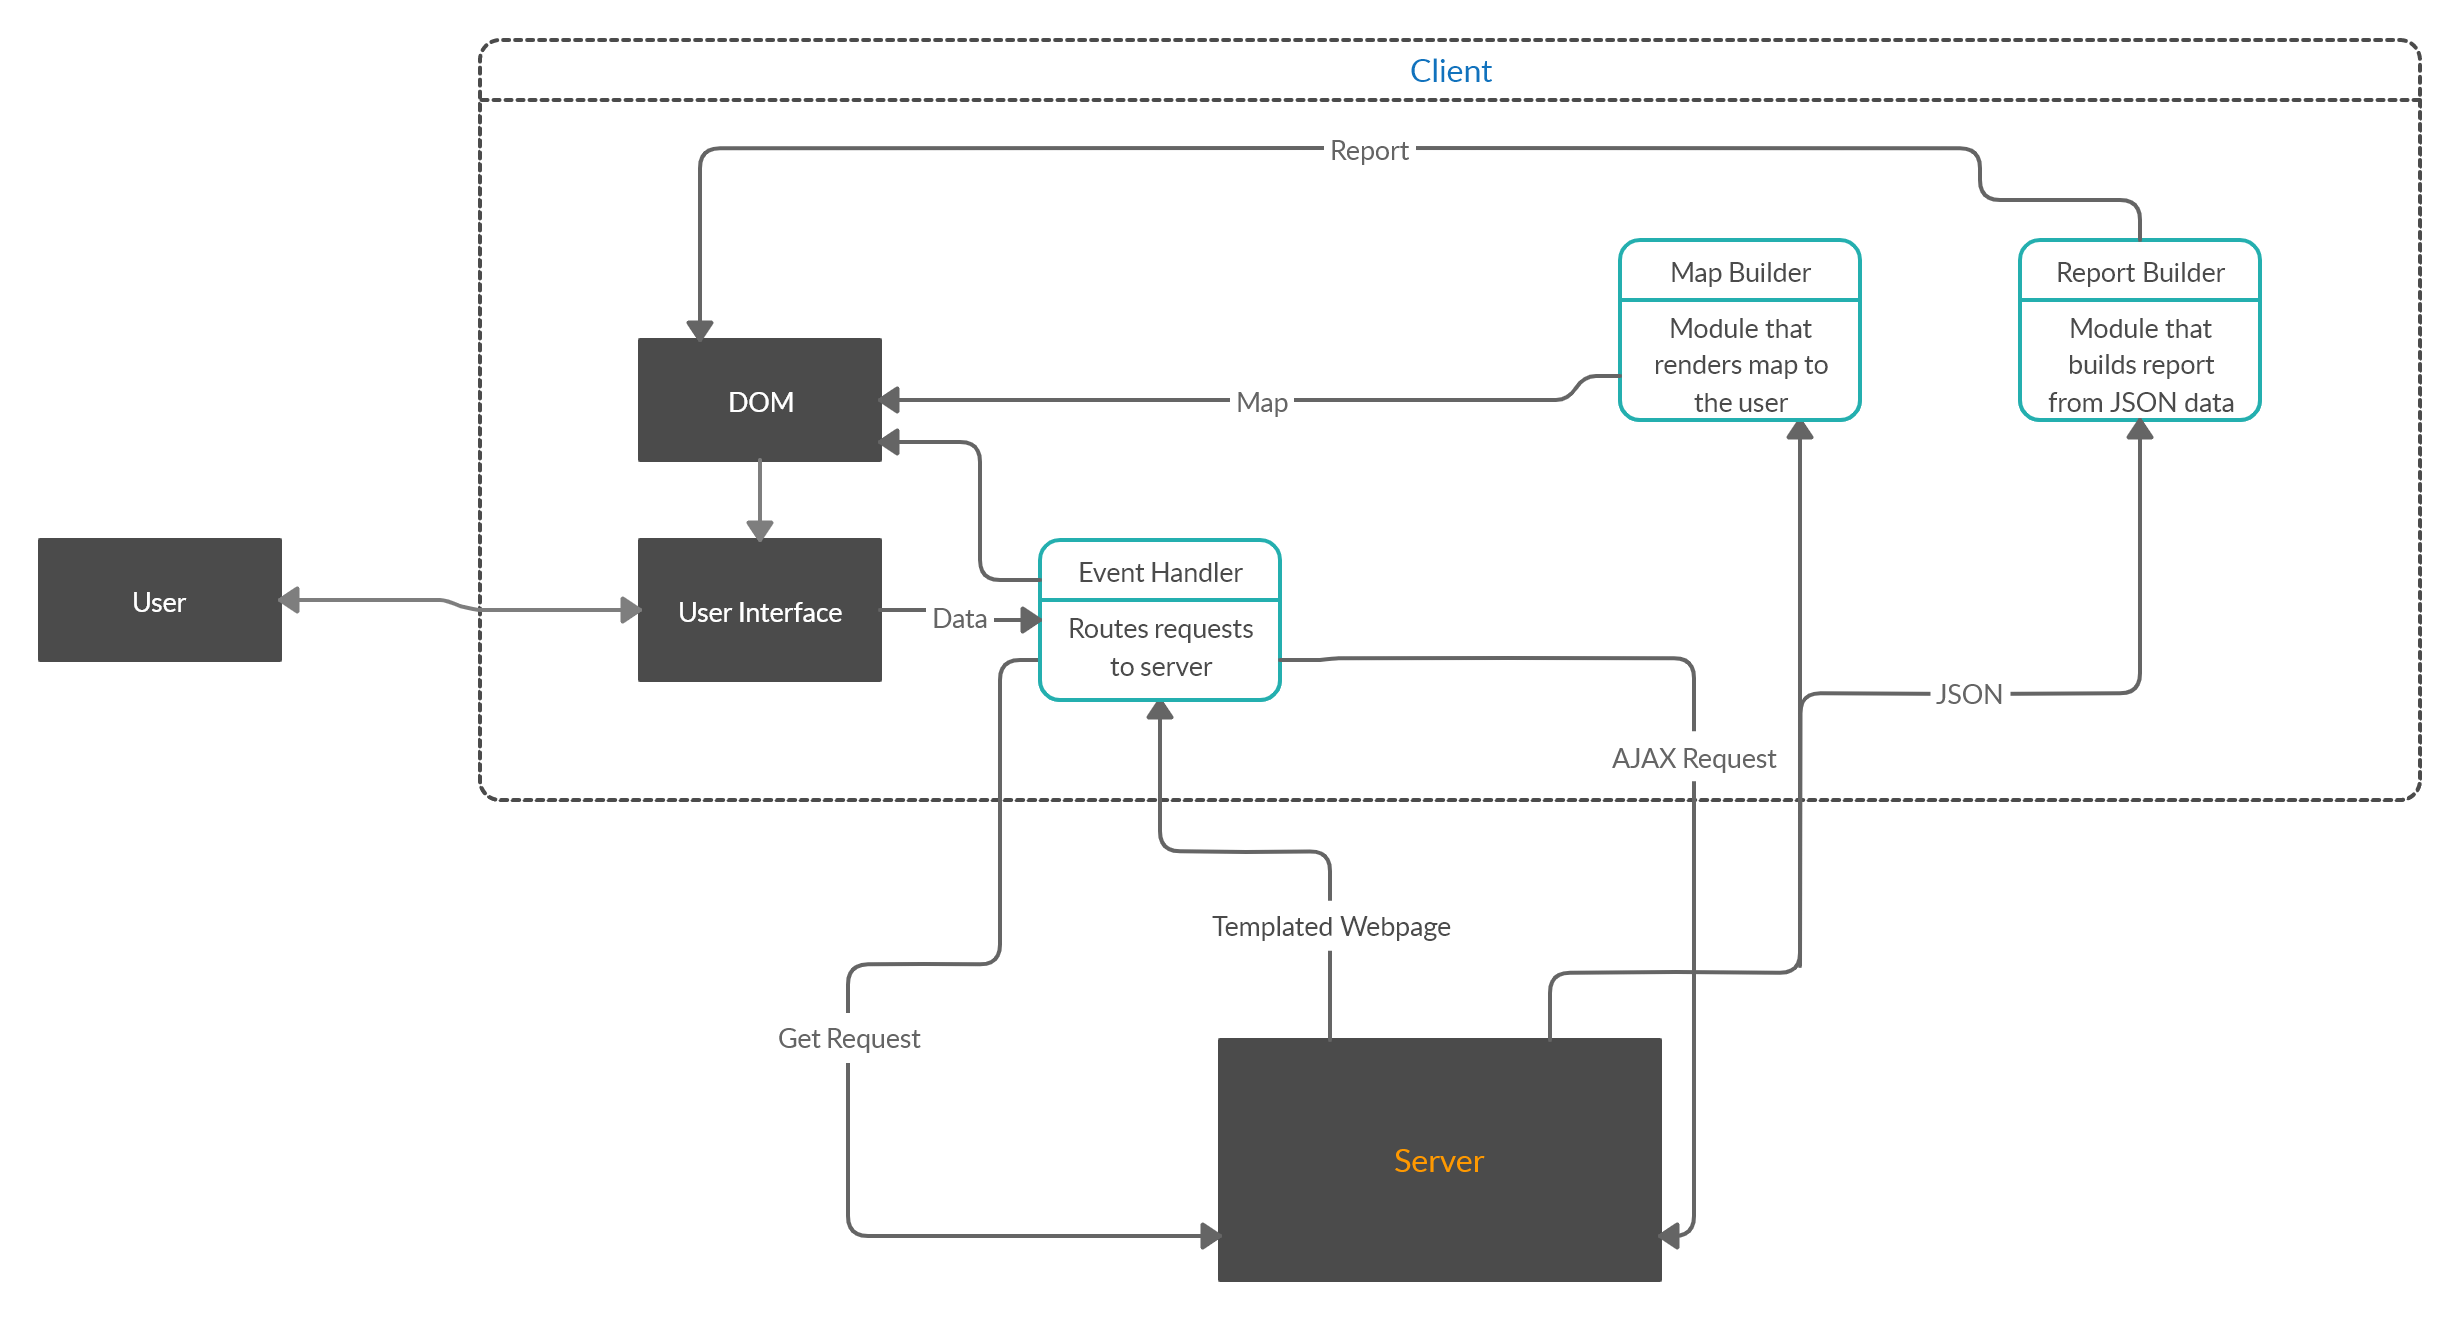 Client
Report
Map Builder
Module that
renders map to
the user
Report Builder
Module that
builds report
from JSON data
DOM
Map
User
User Interface
Data
Event Handler
Routes requests
to server
JSON
AJAX Request
Templated Webpage
Get Request
Server